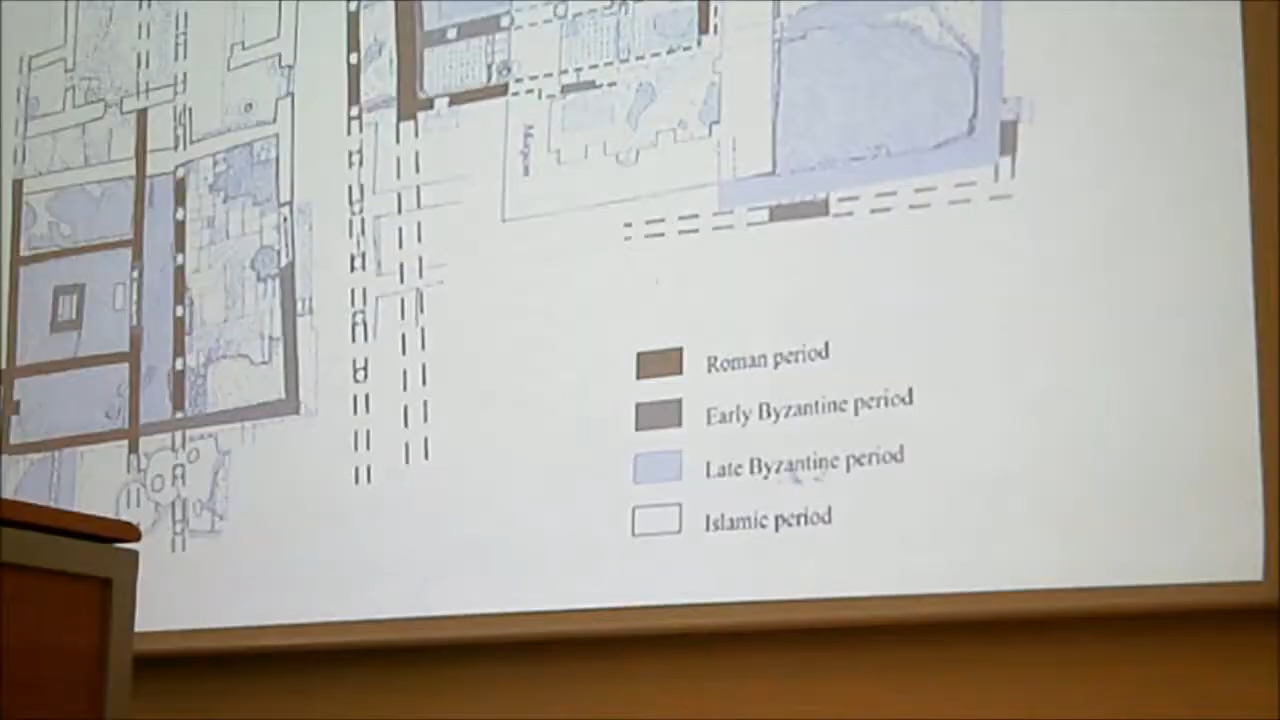 Roman period
Early Byzantine period
Late Byzantine period
Islamic period